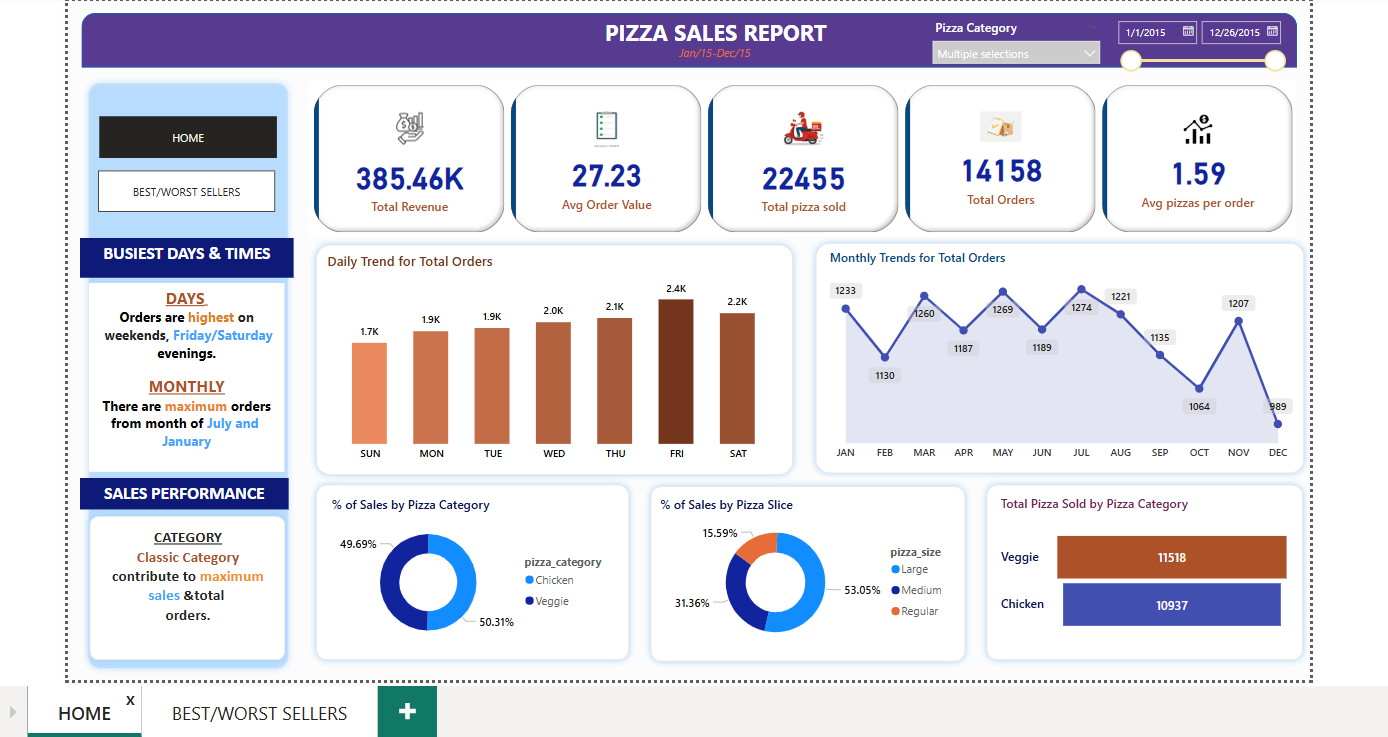 PIZZA SALES REPORT
Jan/15-Dec/15
Pizza Category
Multiple selections
1/1/2015
12/26/2015
HOME
BEST/WORST SELLERS
385.46K
Total Revenue
27.23
Avg Order Value
22455
Total pizza sold
14158
Total Orders
1.59
Avg pizzas per order
BUSIEST DAYS & TIMES
DAYS
Orders are highest on
weekends, Friday/Saturday
evenings.
MONTHLY
There are maximum orders
from month of July and
January
SALES PERFORMANCE
CATEGORY
Classic Category
contribute to maximum
sales &total
orders.
Daily Trend for Total Orders
1.7K
1.9K
1.9K
2.0K
2.1K
2.4K
2.2K
SUN
MON
TUE
WED
THU
FRI
SAT
Monthly Trends for Total Orders
1233
1130
1260
1187
1269
1189
1274
1221
1135
1064
1207
989
JAN
FEB
MAR
APR
MAY
JUN
JUL
AUG
SEP
OCT
NOV
DEC
% of Sales by Pizza Category
49.69%
50.31%
pizza_category
Chicken
Veggie
% of Sales by Pizza Slice
15.59%
31.36%
53.05%
pizza_size
Large
Medium
Regular
Total Pizza Sold by Pizza Category
Veggie
11518
Chicken
10937
HOME
X
BEST/WORST SELLERS
+